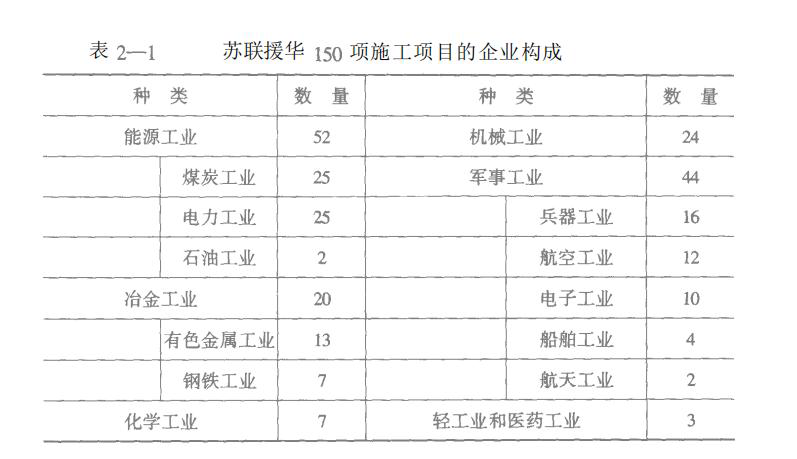 表 2—1 苏联援华 150 项施工项目的企业构成
种 类 数 量 种 类 数 量
能源工业 52 机械工业 24
煤炭工业 25 军事工业 44
电力工业 25 兵器工业 16
石油工业 2 航空工业 12
冶金工业 20 电子工业 10
有色金属工业 13 船舶工业 4
钢铁工业 7 航天工业 2
化学工业 7 轻工业和医药工业 3